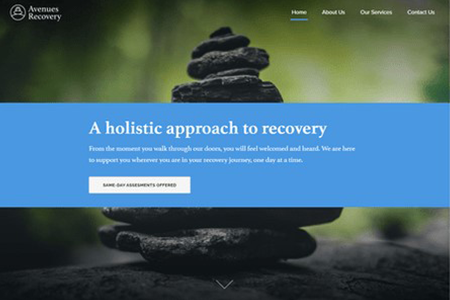 Avenues
Recovery
Home About Us Our Services Contact Us
A holistic approach to recovery
From the moment you walk through our doors, you will feel welcomed and heard. We are here
to support you wherever you are in your recovery journey, one day at a time.
SAME-DAY ASSESMENTS OFFERED